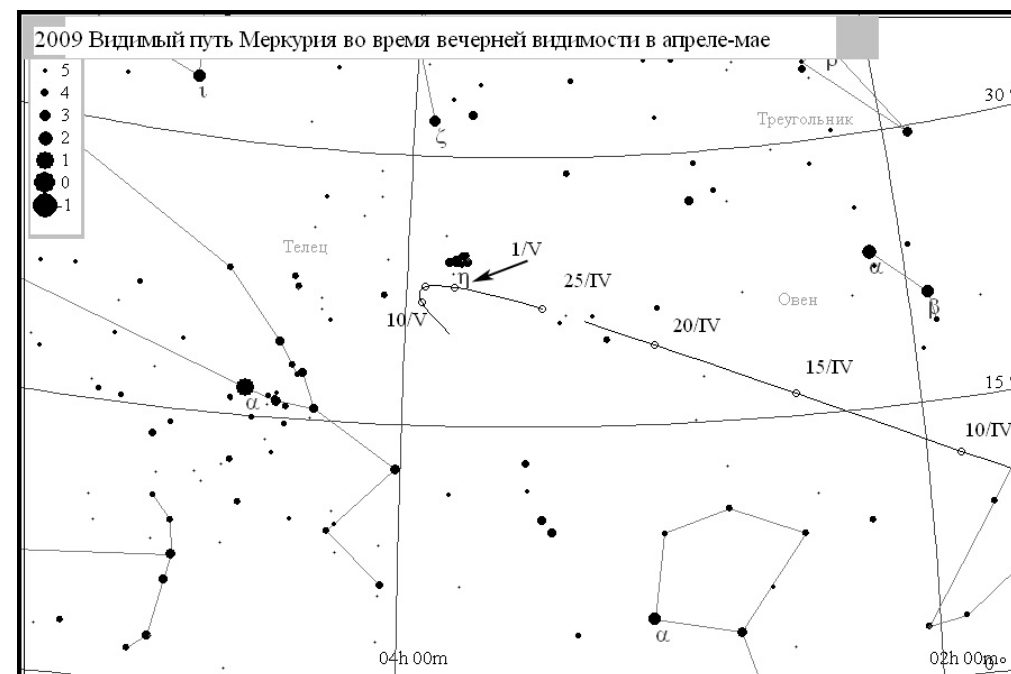 2009 Видимый путь Меркурия во время вечерней видимости в апреле-мае
5
4
3
2
1
0
-1
ι
ζ
β
30 °
Треугольник
Телец
1/V
η
25/IV
α
Овен
β
10/V
20/IV
15/IV
15 °
α
10/IV
α
04h 00m
02h 00m
0°